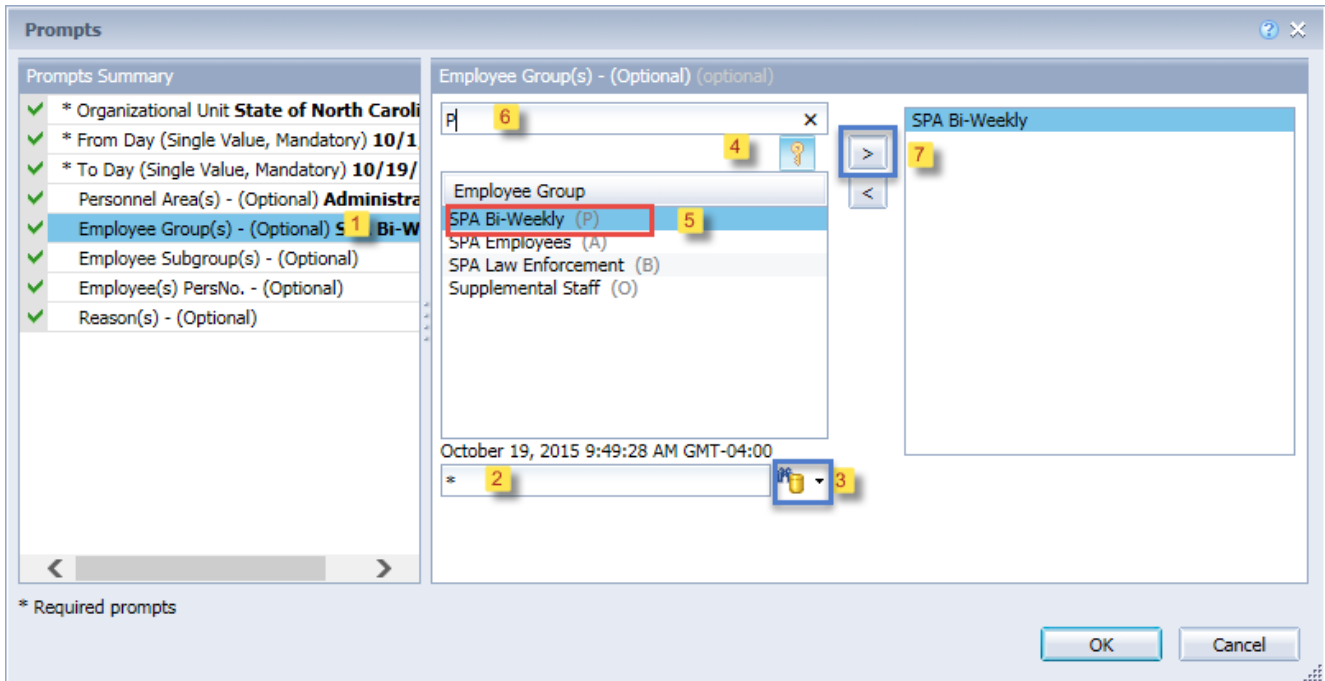 Prompts
Prompts Summary
* Organizational Unit State of North Caroli
* From Day (Single Value, Mandatory) 10/1
* To Day (Single Value, Mandatory) 10/19/
Personnel Area(s) - (Optional) Administra
Employee Group(s) - (Optional) S 1 Bi-W
Employee Subgroup(s) - (Optional)
Employee(s) PersNo. - (Optional)
Reason(s) - (Optional)
* Required prompts
Employee Group(s) - (Optional) (optional)
P 6
4
Employee Group
SPA Bi-Weekly (P) 5
SPA Employees (A)
SPA Law Enforcement (B)
Supplemental Staff (O)
October 19, 2015 9:49:28 AM GMT-04:00
* 2 3
> 7
<
SPA Bi-Weekly
OK Cancel